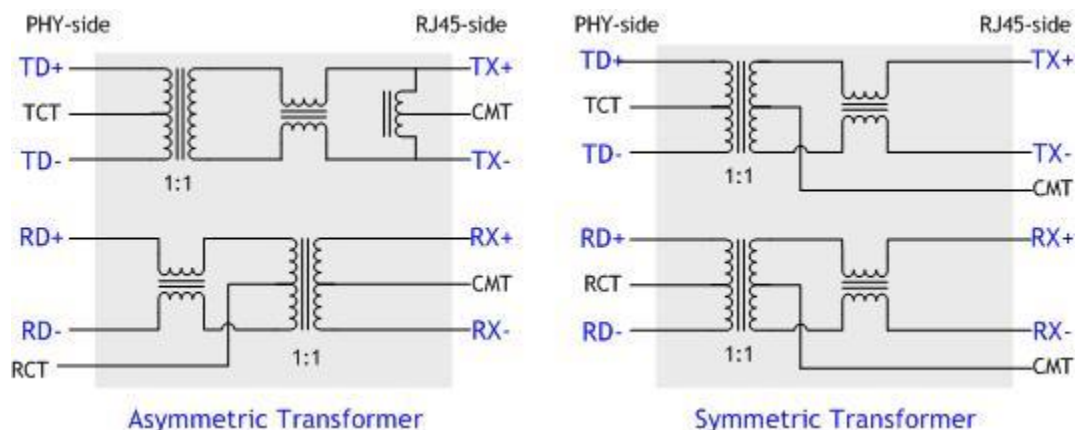 PHY-side RJ45-side
TD+ TX+
TCT CMT
TD- TX-
1:1
RD+ RX+
CMT
RD- RX-
RCT 1:1
Asymmetric Transformer
PHY-side RJ45-side
TD+ TX+
TCT
TD- TX-
1:1 CMT
RD+ RX+
RCT
RD- RX-
1:1 CMT
Symmetric Transformer